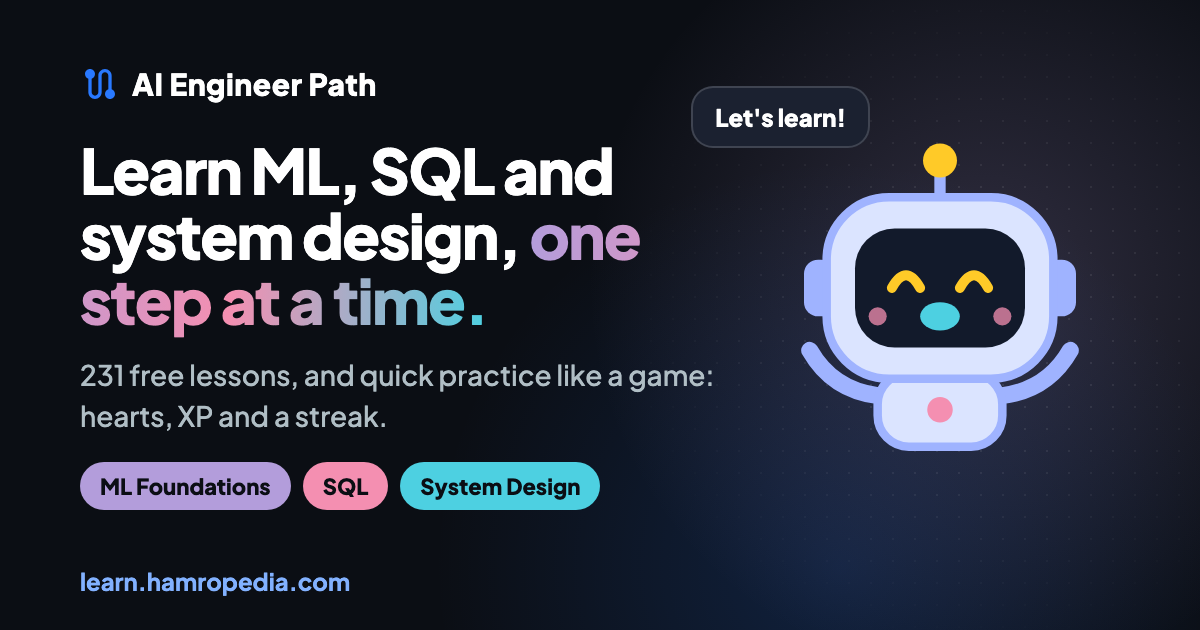 AI Engineer Path
Let's learn!
Learn ML, SQL and
system design, one
step at a time.
231 free lessons, and quick practice like a game:
hearts, XP and a streak.
ML Foundations
SQL
System Design
learn.hamropedia.com